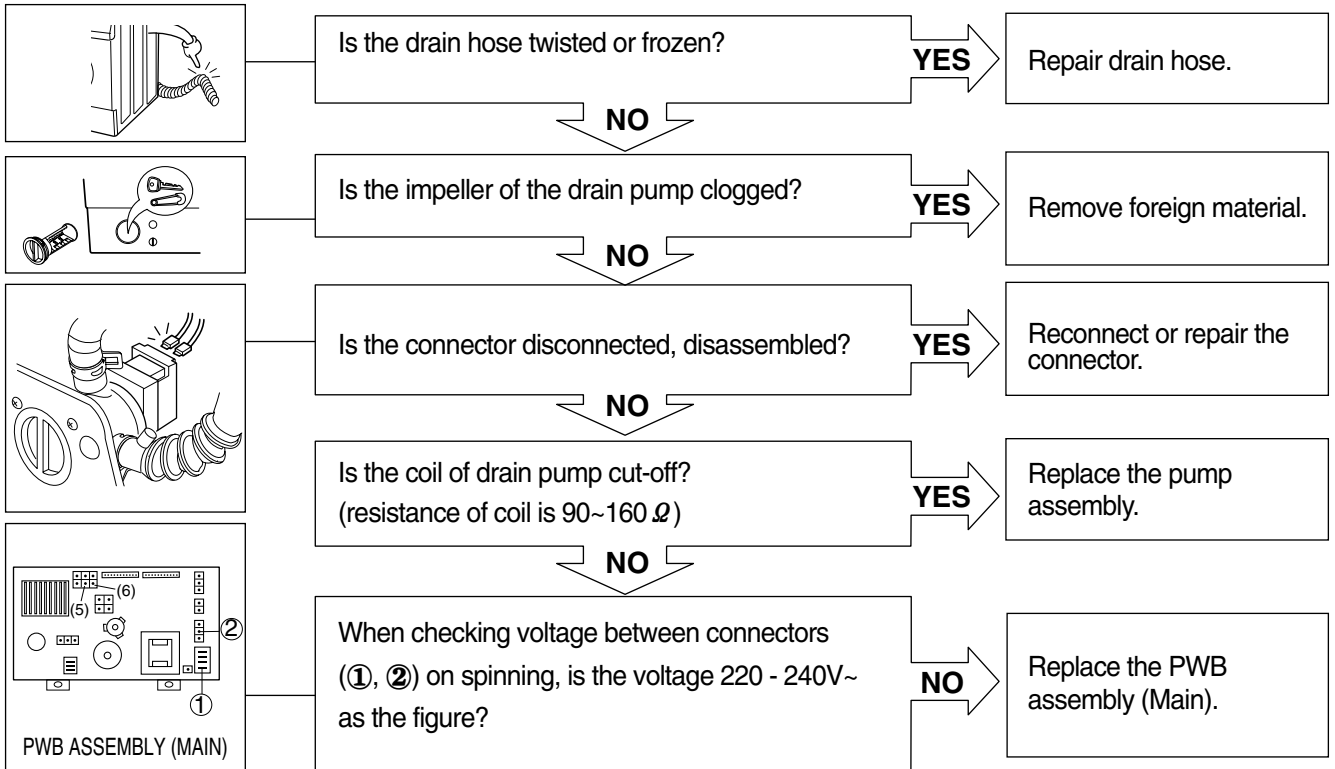 Is the drain hose twisted or frozen?
YES
Repair drain hose.
NO
Is the impeller of the drain pump clogged?
YES
Remove foreign material.
NO
Is the connector disconnected, disassembled?
YES
Reconnect or repair the
connector.
NO
Is the coil of drain pump cut-off?
(resistance of coil is 90~160 Ω)
YES
Replace the pump
assembly.
NO
(5)
(6)
②
①
PWB ASSEMBLY (MAIN)
When checking voltage between connectors
(①, ②) on spinning, is the voltage 220 - 240V~
as the figure?
NO
Replace the PWB
assembly (Main).